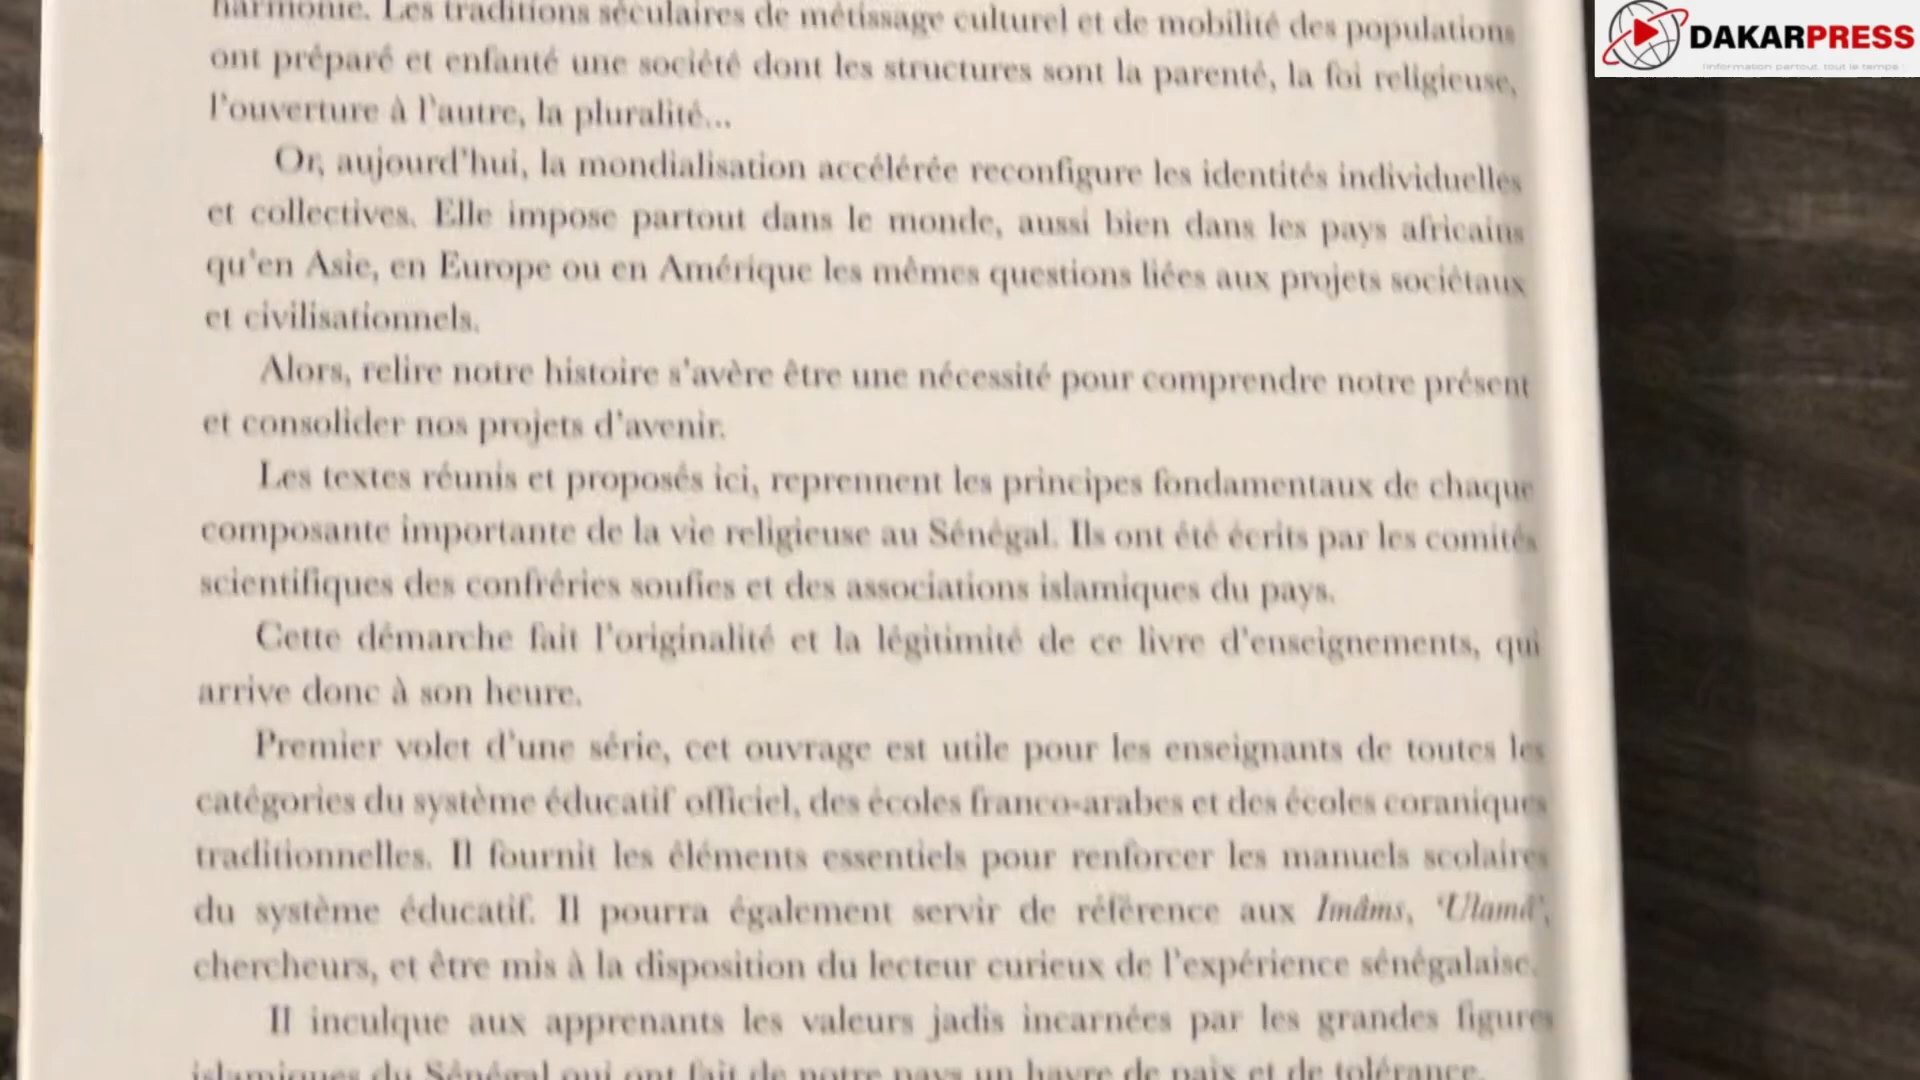 harmonie. Les traditions séculaires de métissage culturel et de mobilité des populations
ont préparé et enfanté une société dont les structures sont la parenté, la foi religieuse,
l'ouverture à l'autre, la pluralité...
Or, aujourd'hui, la mondialisation accélérée reconfigure les identités individuelles
et collectives. Elle impose partout dans le monde, aussi bien dans les pays africains
qu'en Asie, en Europe ou en Amérique les mêmes questions liées aux projets sociétaux
et civilisationnels.
Alors, relire notre histoire s'avère être une nécessité pour comprendre notre présent
et consolider nos projets d'avenir.
Les textes réunis et proposés ici, reprennent les principes fondamentaux de chaque
composante importante de la vie religieuse au Sénégal. Ils ont été écrits par les comités
scientifiques des confréries soufies et des associations islamiques du pays.
Cette démarche fait l'originalité et la légitimité de ce livre d'enseignements, qui
arrive donc à son heure.
Premier volet d'une série, cet ouvrage est utile pour les enseignants de toutes les
catégories du système éducatif officiel, des écoles franco-arabes et des écoles coraniques
traditionnelles. Il fournit les éléments essentiels pour renforcer les manuels scolaires
du système éducatif. Il pourra également servir de référence aux Imâms, 'Ulamâ',
chercheurs, et être mis à la disposition du lecteur curieux de l'expérience sénégalaise.
Il inculque aux apprenants les valeurs jadis incarnées par les grandes figures
islamiques du Sénégal qui ont fait de notre pays un havre de paix et de tolérance.
DAKARPRESS
l'information partout, tout le temps !